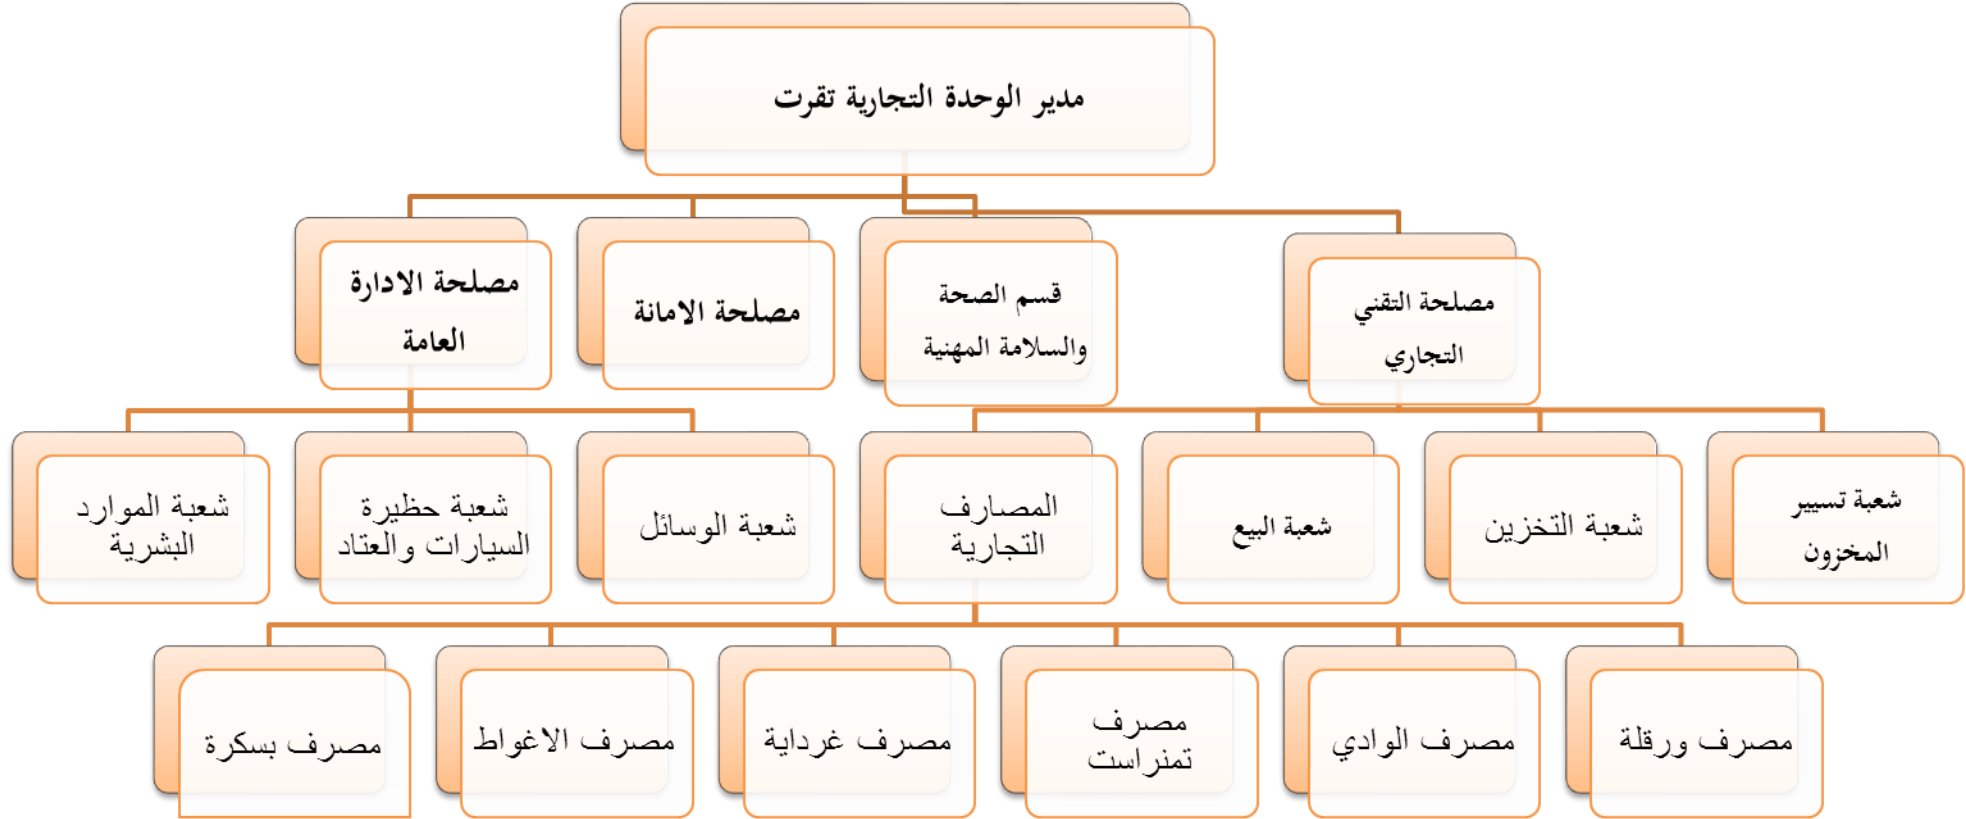 مدير الوحدة التجارية تقرت
مصلحة التقني
التجاري
قسم الصحة
والسلامة المهنية
مصلحة الامانة
مصلحة الادارة
العامة
شعبة تسيير
المخزون
شعبة التخزين
شعبة البيع
المصارف
التجارية
شعبة الوسائل
شعبة حظيرة
السيارات والعتاد
شعبة الموارد
البشرية
مصرف ورقلة
مصرف الوادي
مصرف
تمنراست
مصرف غرداية
مصرف الاغواط
مصرف بسكرة